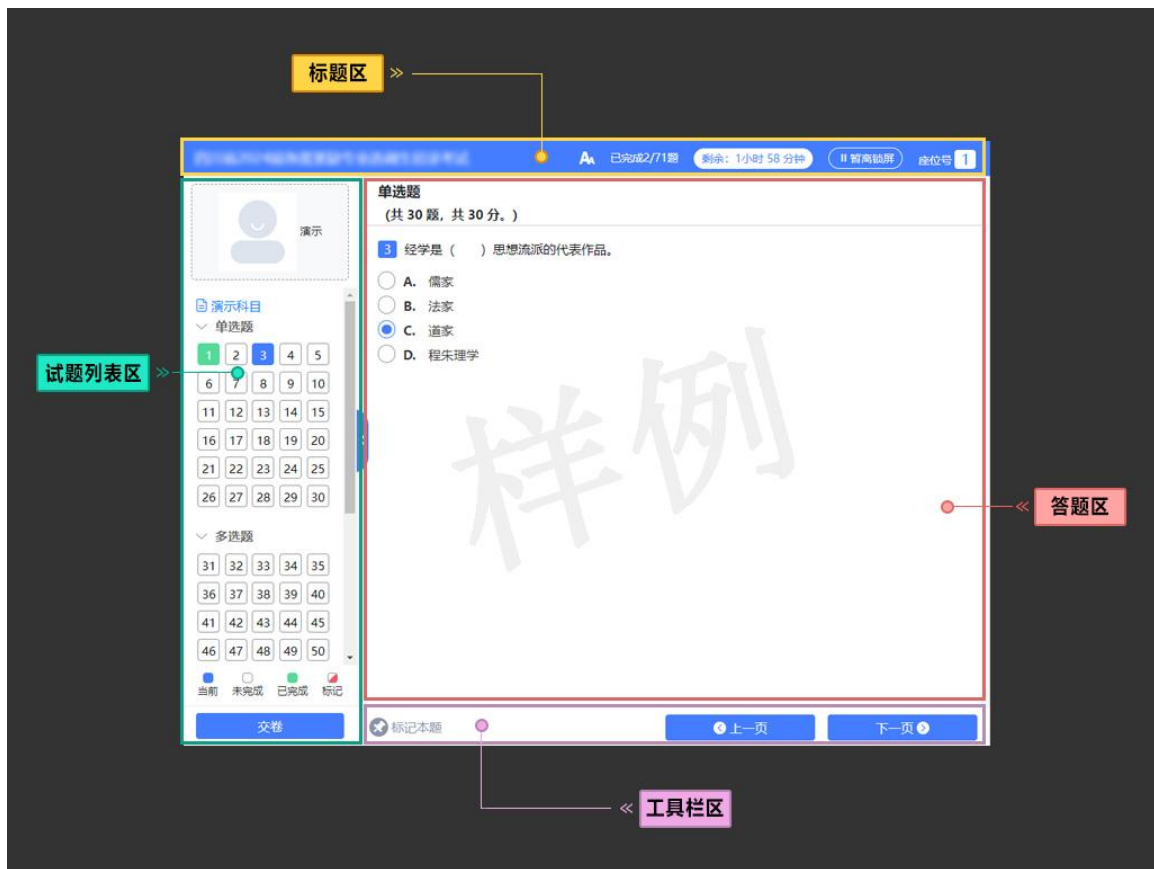 标题区
已完成2/71题
剩余：1小时 58 分钟
暂离锁屏
座位号 1
演示
演示科目
单选题
1 2 3 4 5
6 7 8 9 10
11 12 13 14 15
16 17 18 19 20
21 22 23 24 25
26 27 28 29 30
多选题
31 32 33 34 35
36 37 38 39 40
41 42 43 44 45
46 47 48 49 50
当前 未完成 已完成 标记
交卷
试题列表区
单选题
(共 30 题，共 30 分。)
3 经学是（　　）思想流派的代表作品。
A. 儒家
B. 法家
C. 道家
D. 程朱理学
样例
答题区
标记本题
上一页
下一页
工具栏区